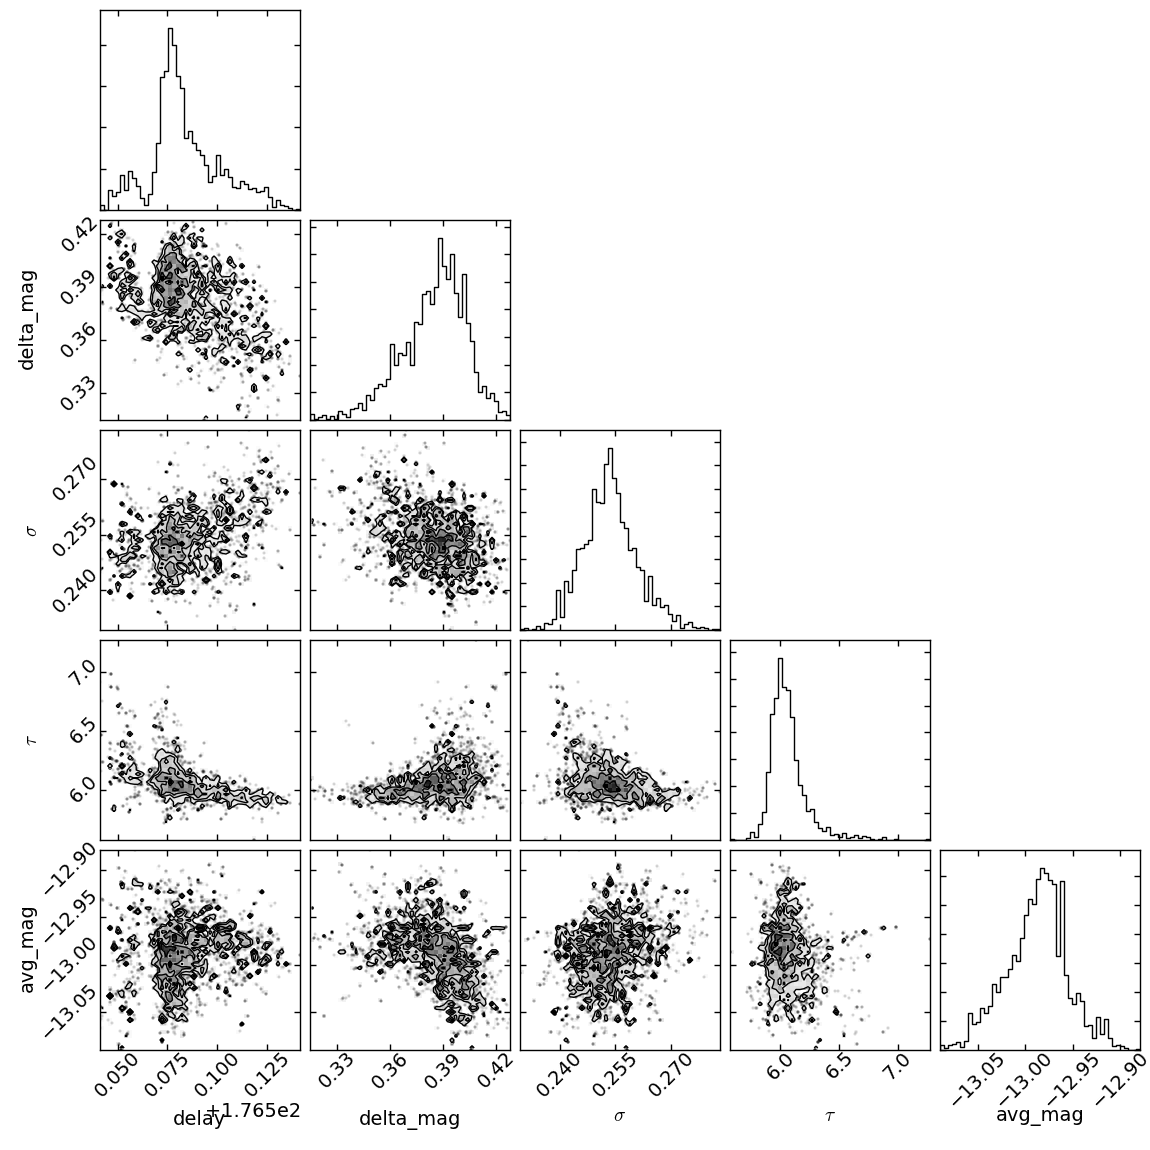 0.42
0.39
0.36
0.33
delta_mag
0.270
0.255
0.240
σ
7.0
6.5
6.0
τ
−12.90
−12.95
−13.00
−13.05
avg_mag
0.050 0.075 0.100 0.125
+1.765e2
delay
0.33 0.36 0.39 0.42
delta_mag
0.240 0.255 0.270
σ
6.0 6.5 7.0
τ
−13.05 −13.00 −12.95 −12.90
avg_mag